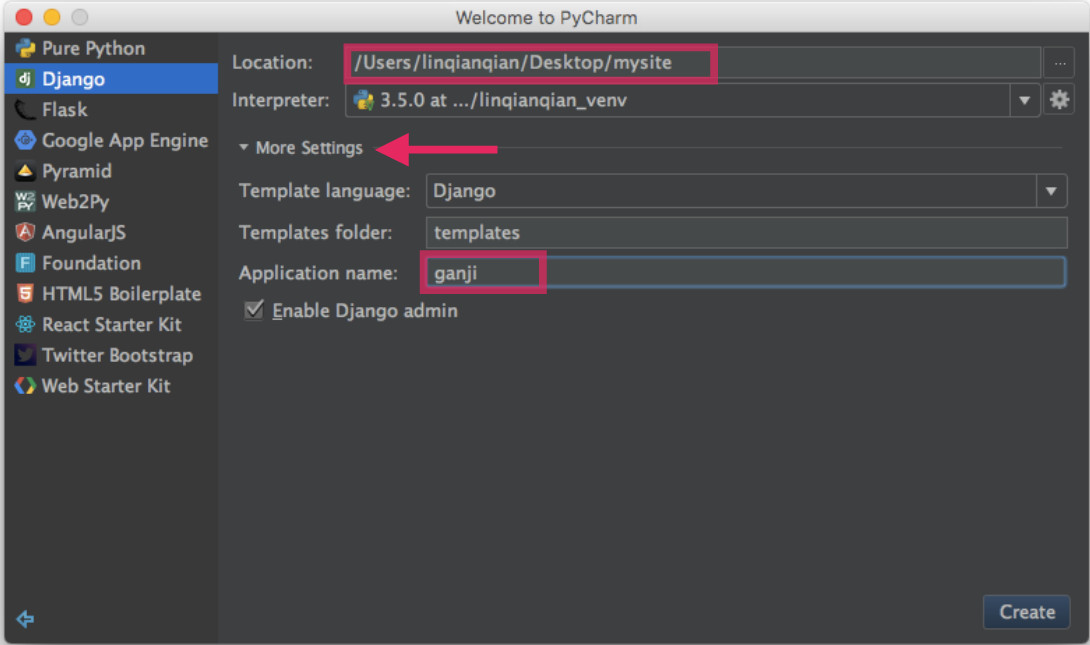 Welcome to PyCharm
Pure Python
Django
Flask
Google App Engine
Pyramid
Web2Py
AngularJS
Foundation
HTML5 Boilerplate
React Starter Kit
Twitter Bootstrap
Web Starter Kit
Location: /Users/linqianqian/Desktop/mysite ...
Interpreter: 3.5.0 at .../linqianqian_venv
More Settings
Template language: Django
Templates folder: templates
Application name: ganji
Enable Django admin
Create